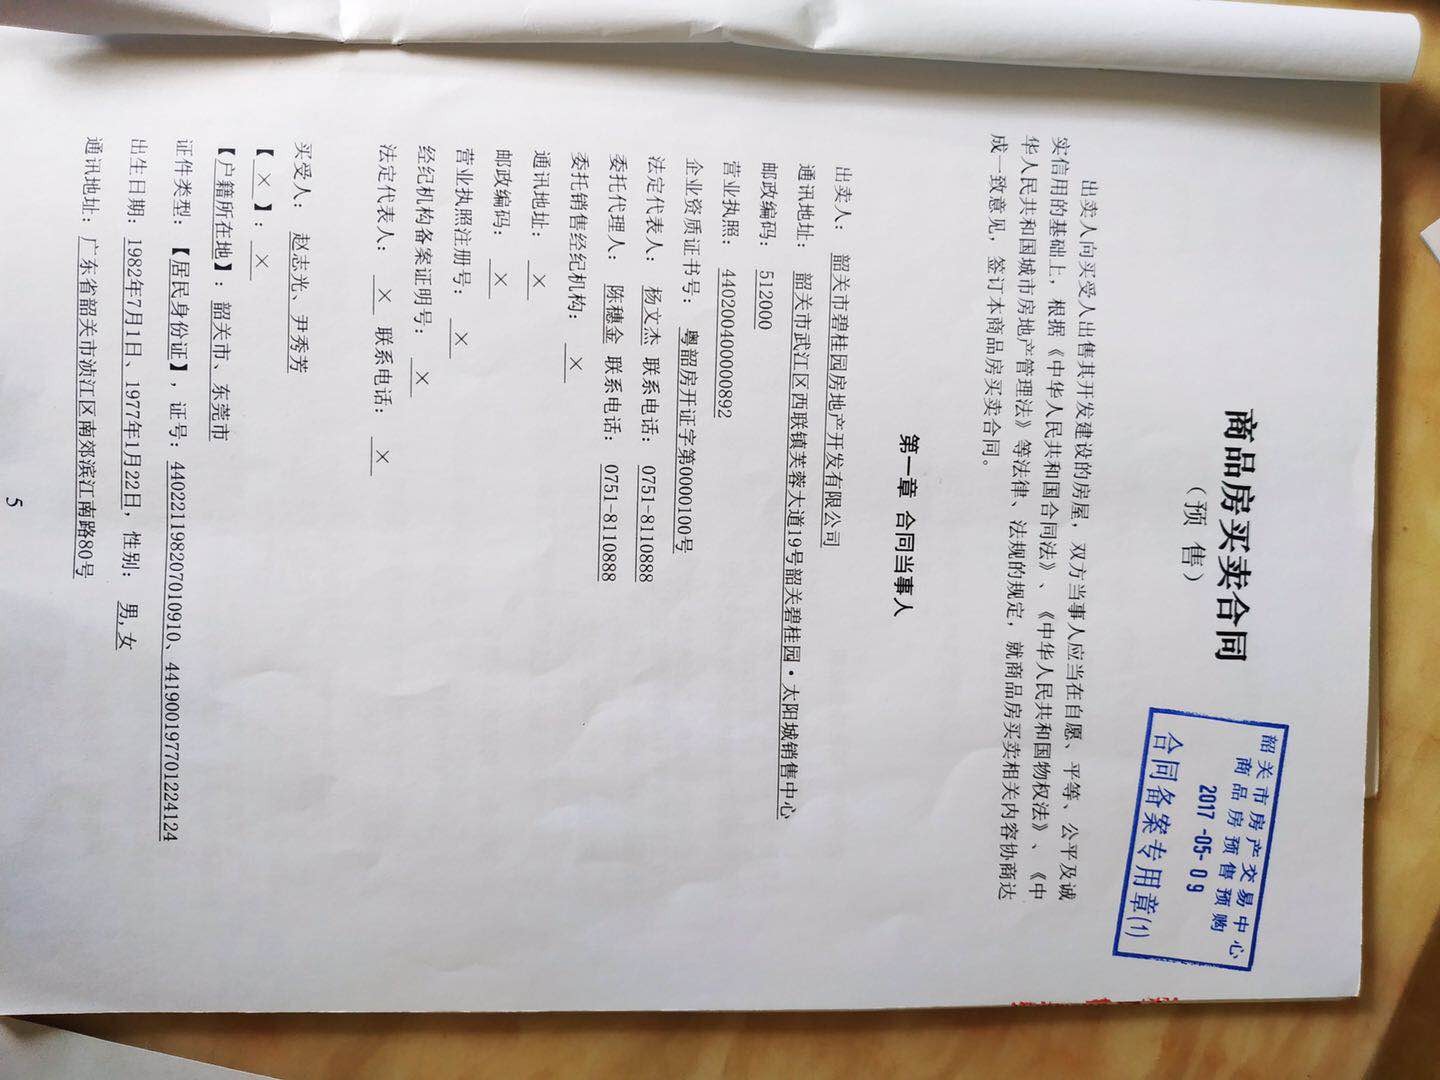 商品房买卖合同
（预 售）
韶关市房产交易中心
商品房预售预购
2017-05-09
合同备案专用章(1)
出卖人向买受人出售其开发建设的房屋，双方当事人应当在自愿、平等、公平及诚
实信用的基础上，根据《中华人民共和国合同法》、《中华人民共和国物权法》、《中
华人民共和国城市房地产管理法》等法律、法规的规定，就商品房买卖相关内容协商达
成一致意见，签订本商品房买卖合同。
第一章 合同当事人
出卖人： 韶关市碧桂园房地产开发有限公司
通讯地址： 韶关市武江区西联镇芙蓉大道19号韶关碧桂园·太阳城销售中心
邮政编码： 512000
营业执照： 440200400000892
企业资质证书号： 粤韶房开证字第0000100号
法定代表人： 杨文杰 联系电话： 0751-8110888
委托代理人： 陈穗金 联系电话： 0751-8110888
委托销售经纪机构： ×
通讯地址： ×
邮政编码： ×
营业执照注册号： ×
经纪机构备案证明号： ×
法定代表人： × 联系电话： ×
买受人： 赵志光、尹秀芳
【 × 】： ×
【户籍所在地】：韶关市、东莞市
证件类型：【居民身份证】，证号：440221198207010910、441900197701224124
出生日期：1982年7月1日、1977年1月22日，性别： 男,女
通讯地址：广东省韶关市浈江区南郊滨江南路80号
5